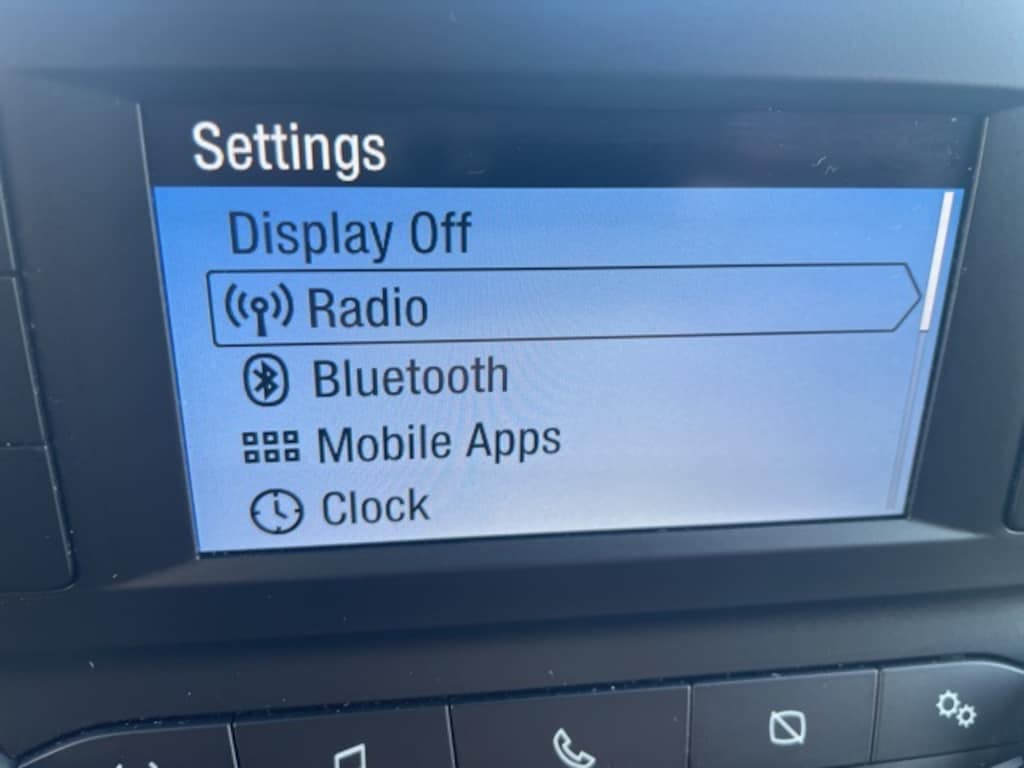 Settings
Display Off
Radio
Bluetooth
Mobile Apps
Clock